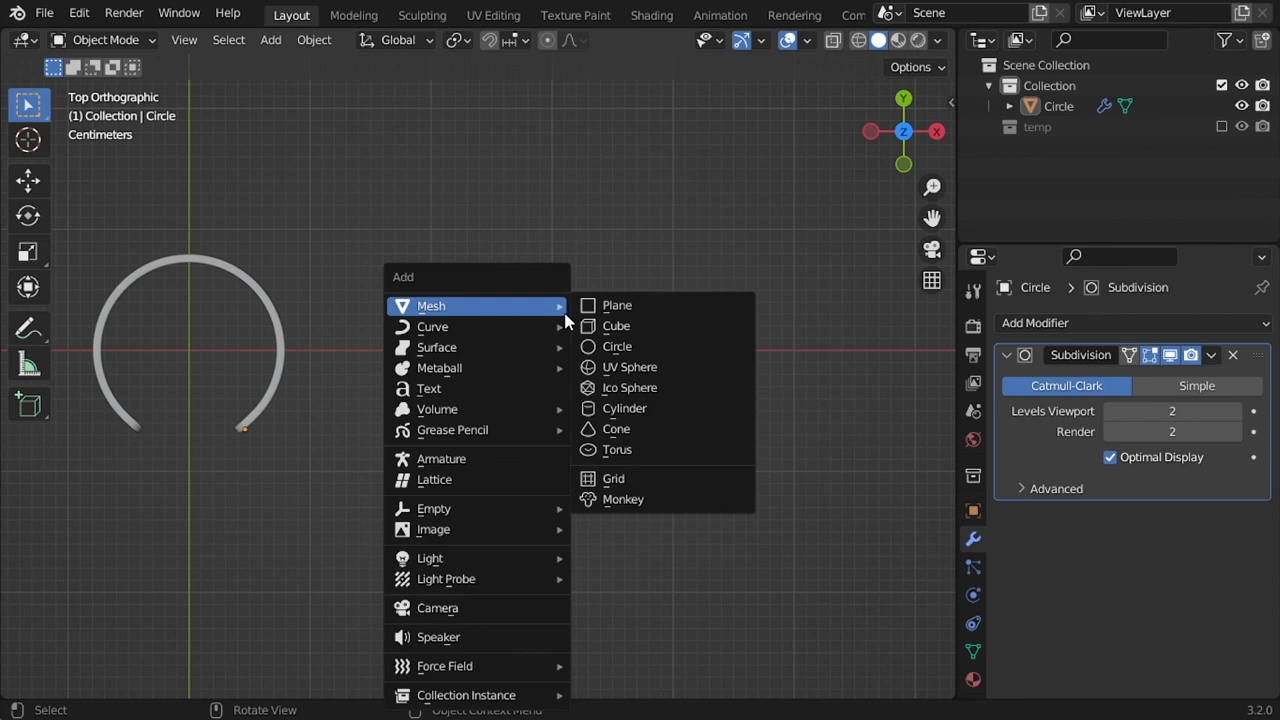 File Edit Render Window Help Layout Modeling Sculpting UV Editing Texture Paint Shading Animation Rendering Com Scene ViewLayer
Object Mode View Select Add Object Global
Options
Top Orthographic
(1) Collection | Circle
Centimeters
Y
X
Z
Scene Collection
Collection
Circle
temp
Circle > Subdivision
Add Modifier
Subdivision
Catmull-Clark Simple
Levels Viewport 2
Render 2
Optimal Display
Advanced
Add
Mesh
Curve
Surface
Metaball
Text
Volume
Grease Pencil
Armature
Lattice
Empty
Image
Light
Light Probe
Camera
Speaker
Force Field
Collection Instance
Plane
Cube
Circle
UV Sphere
Ico Sphere
Cylinder
Cone
Torus
Grid
Monkey
Select Rotate View Object Context Menu 3.2.0